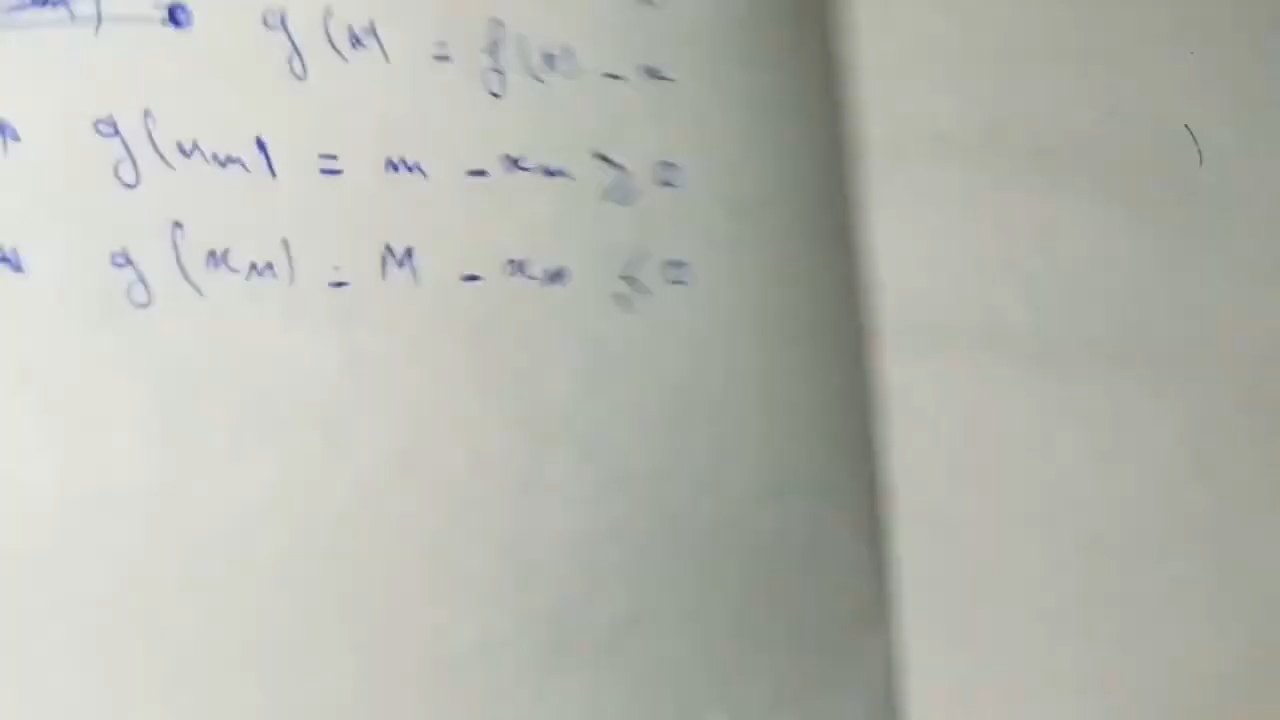 g(x) = f(x) - x
g(xm) = m - xm ≥ 0
g(xM) = M - xM ≤ 0